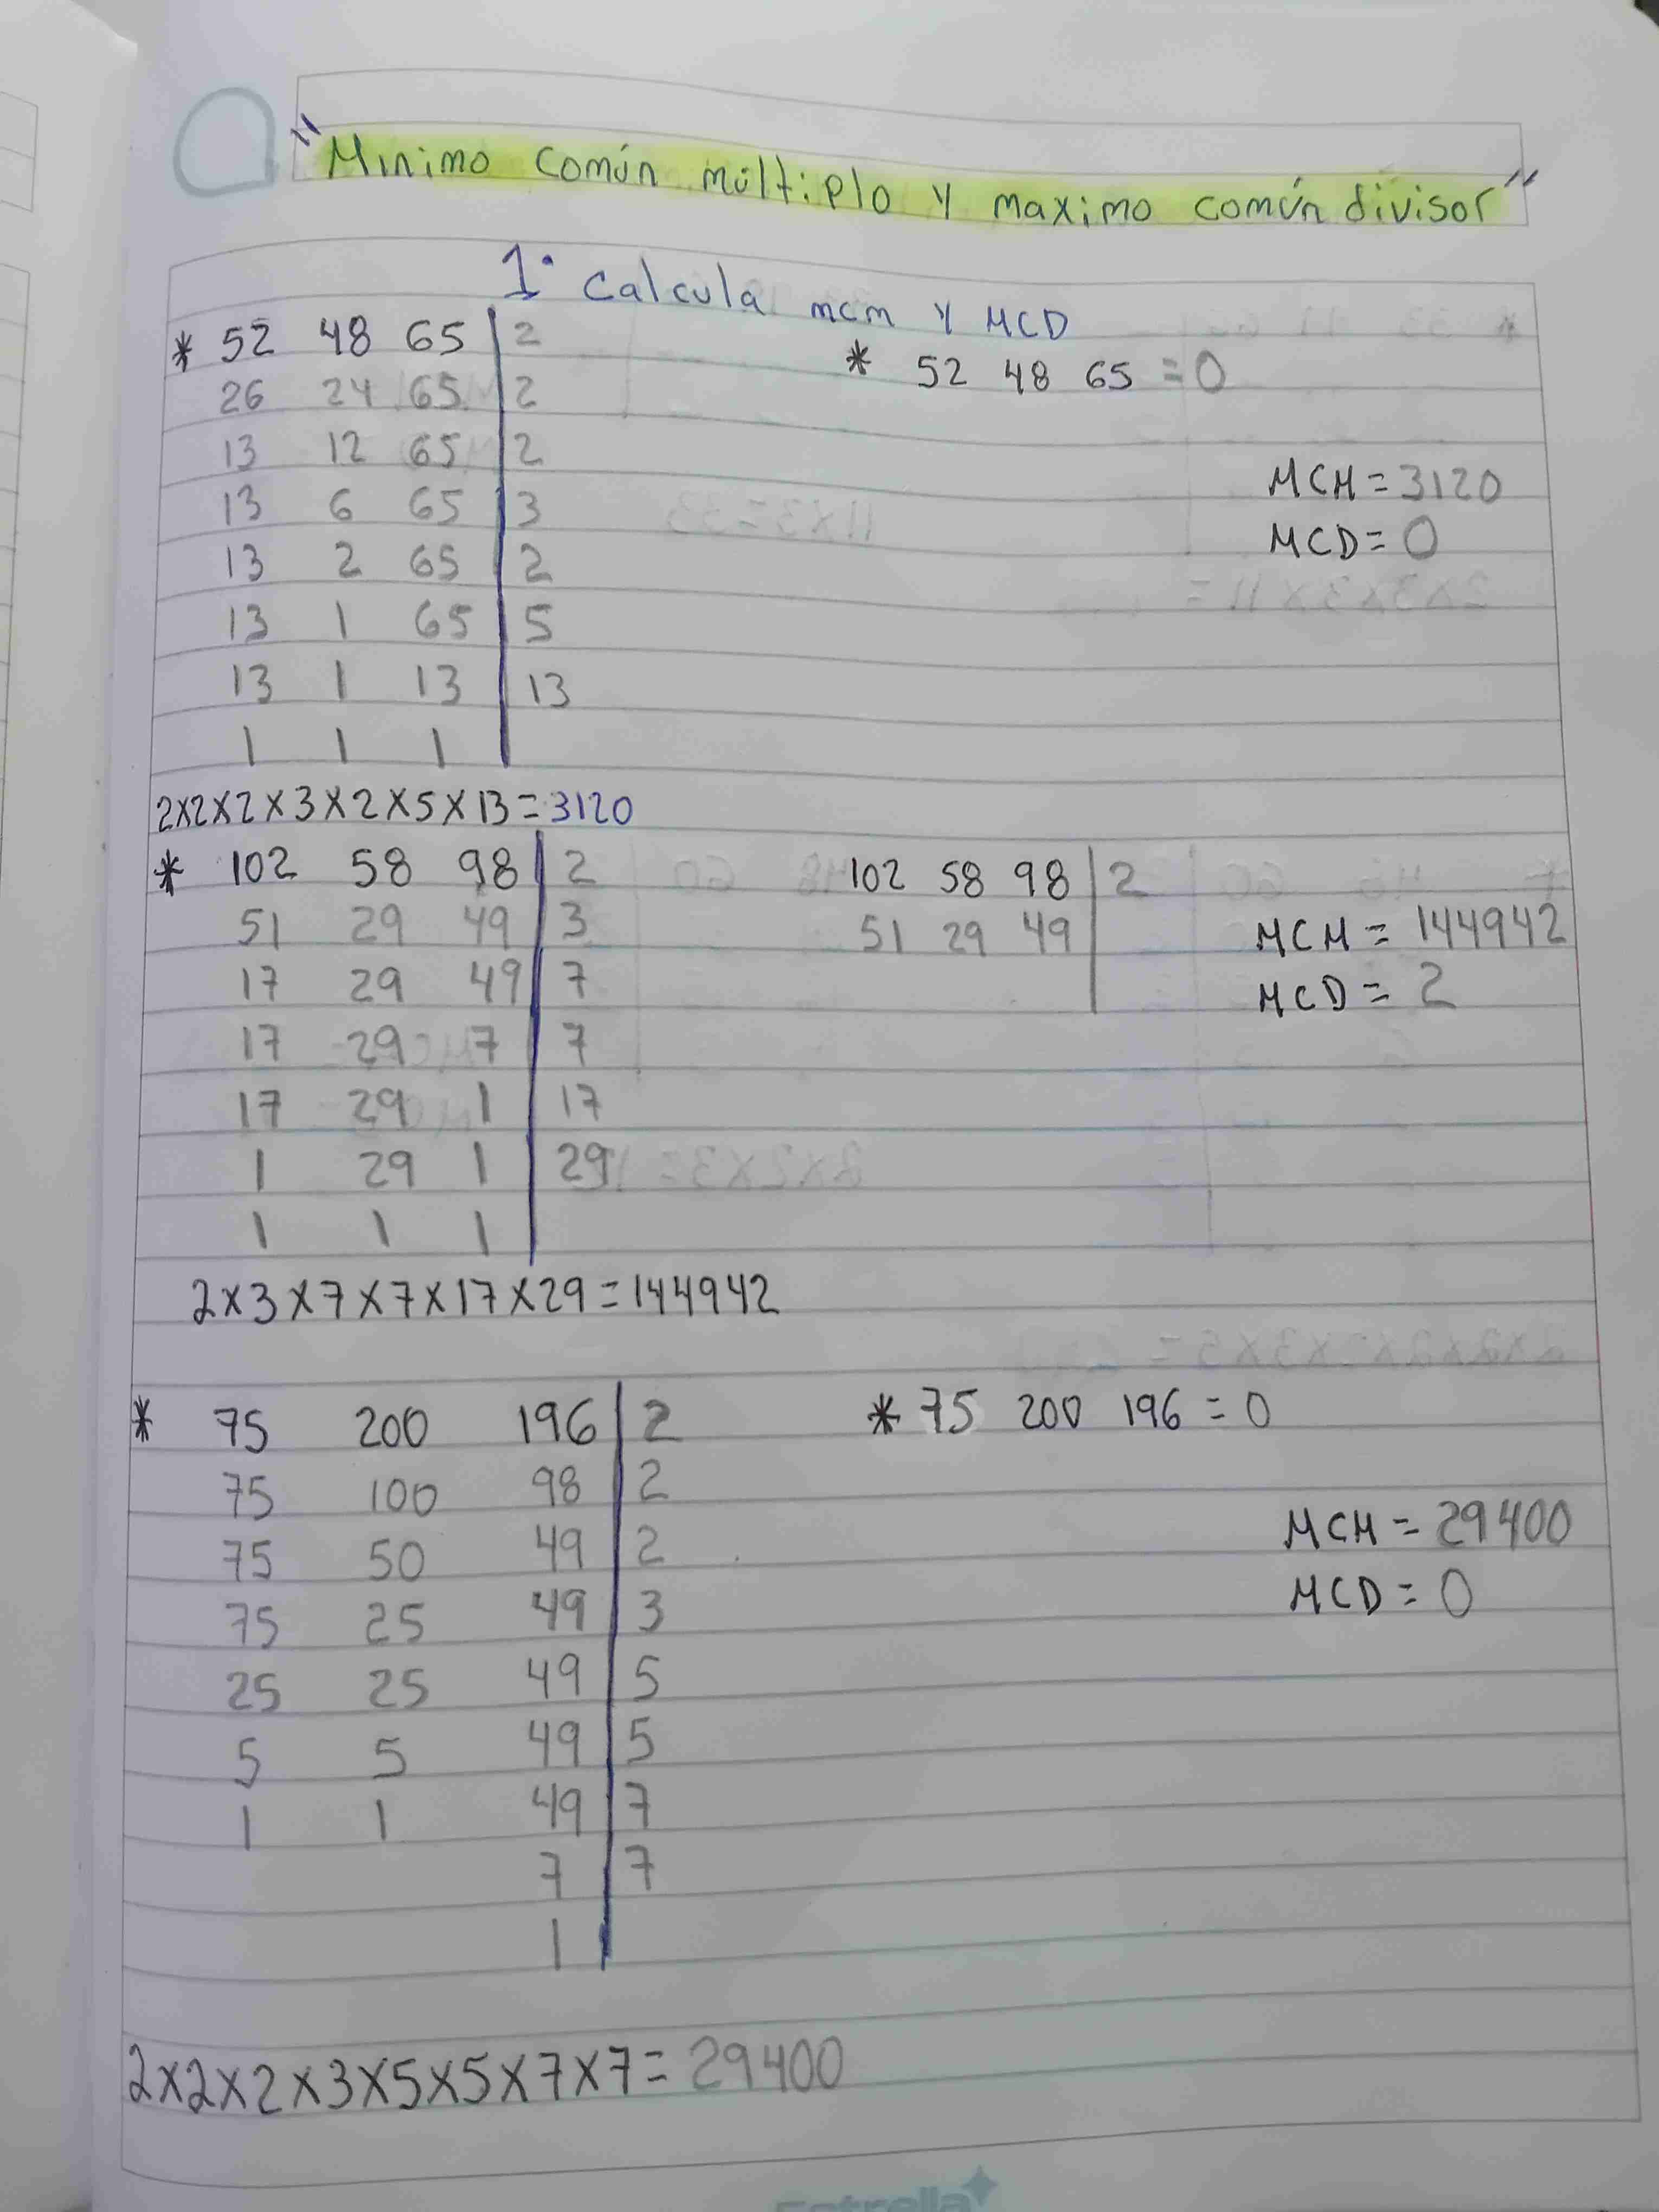 "Minimo común múltiplo y maximo común divisor"
1° Calcula mcm y MCD
* 52 48 65 | 2
26 24 65 | 2
13 12 65 | 2
13 6 65 | 3
13 2 65 | 2
13 1 65 | 5
13 1 13 | 13
1 1 1
2x2x2x3x2x5x13=3120
* 52 48 65 = 0
MCM = 3120
MCD = 0
* 102 58 98 | 2
51 29 49 | 3
17 29 49 | 7
17 29 7 | 7
17 29 1 | 17
1 29 1 | 29
1 1 1
2x3x7x7x17x29=144942
102 58 98 | 2
51 29 49
MCM = 144942
MCD = 2
* 75 200 196 | 2
75 100 98 | 2
75 50 49 | 2
75 25 49 | 3
25 25 49 | 5
5 5 49 | 5
1 1 49 | 7
7 | 7
1
* 75 200 196 = 0
MCM = 29400
MCD = 0
2x2x2x3x5x5x7x7= 29400
Estrella